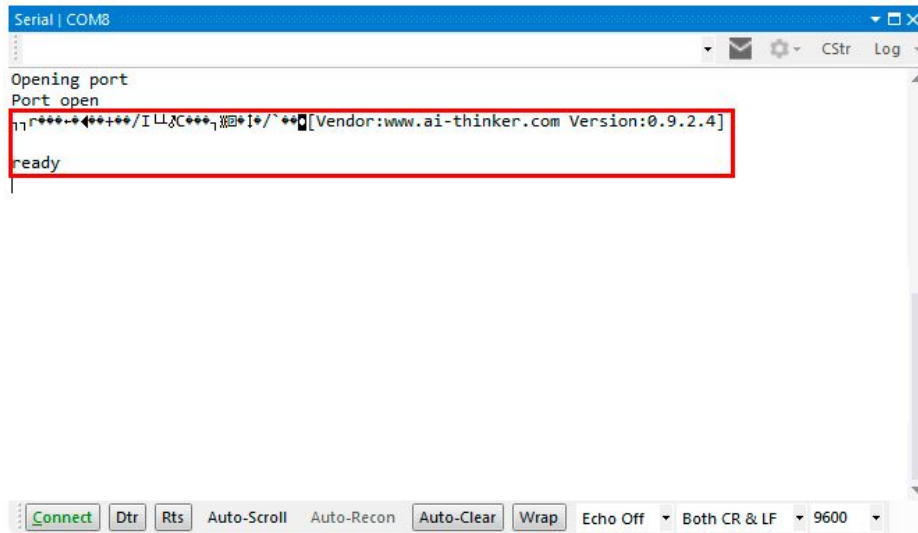 Serial | COM8
CStr Log
Opening port
Port open
[Vendor:www.ai-thinker.com Version:0.9.2.4]
ready
Connect Dtr Rts Auto-Scroll Auto-Recon Auto-Clear Wrap Echo Off Both CR & LF 9600